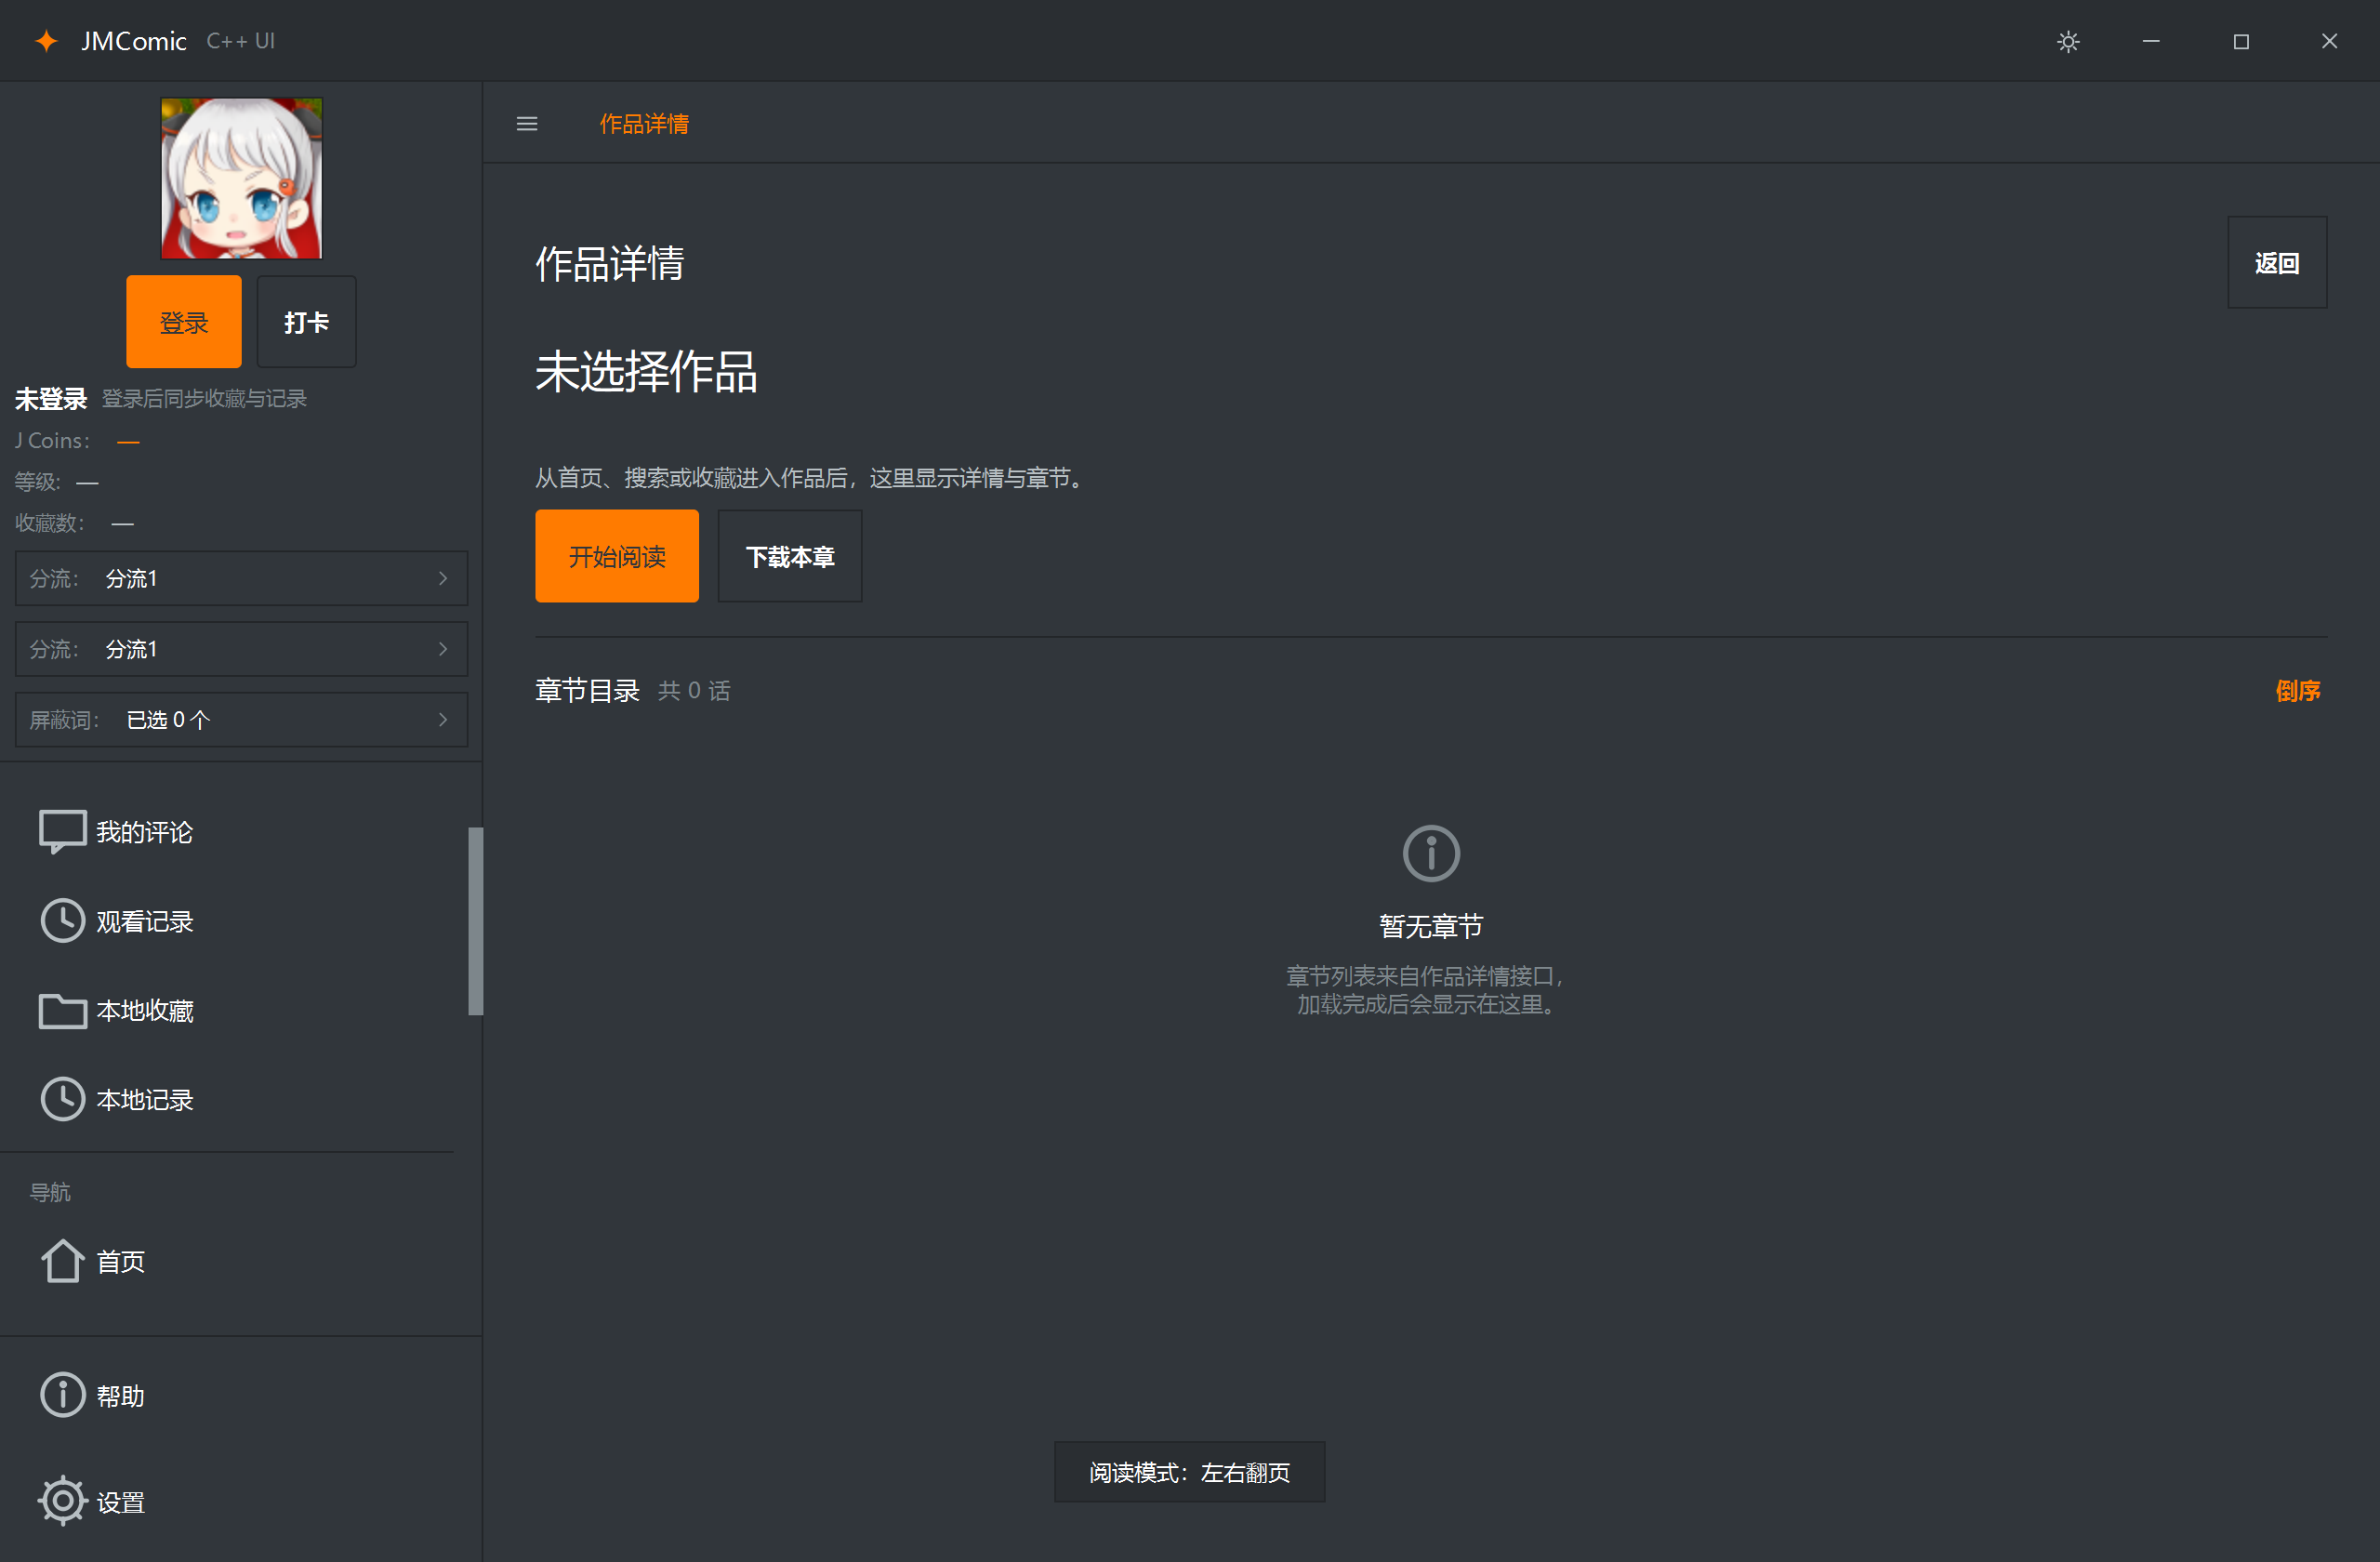 JMComic C++ UI
登录
打卡
未登录 登录后同步收藏与记录
J Coins: —
等级: —
收藏数: —
分流: 分流1
分流: 分流1
屏蔽词: 已选 0 个
我的评论
观看记录
本地收藏
本地记录
导航
首页
帮助
设置
作品详情
作品详情
返回
未选择作品
从首页、搜索或收藏进入作品后，这里显示详情与章节。
开始阅读
下载本章
章节目录 共 0 话
倒序
暂无章节
章节列表来自作品详情接口，
加载完成后会显示在这里。
阅读模式：左右翻页